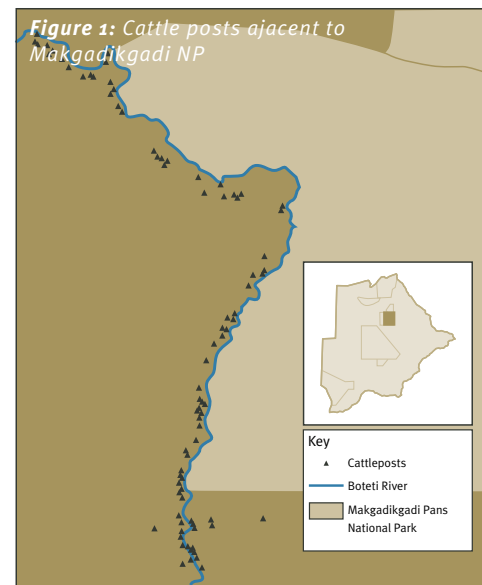 Figure 1: Cattle posts ajacent to
Makgadikgadi NP
Key
Cattleposts
Boteti River
Makgadikgadi Pans
National Park